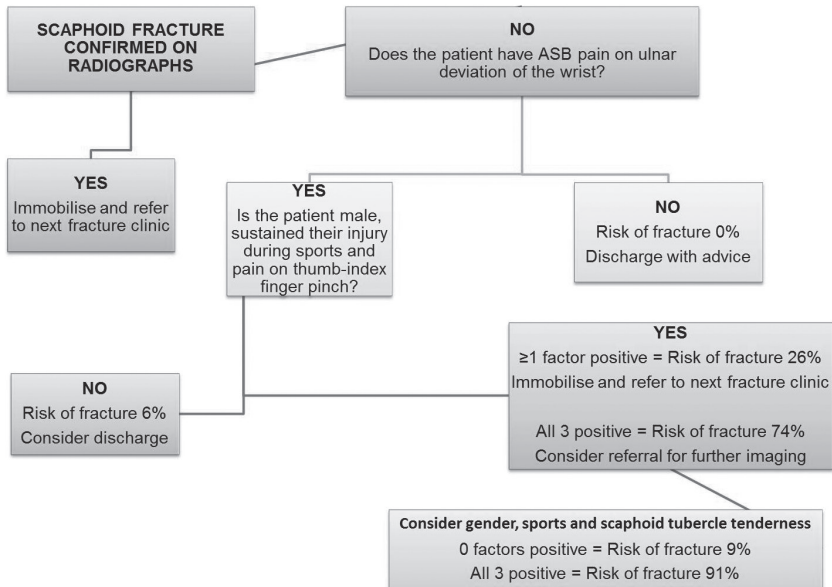 SCAPHOID FRACTURE
CONFIRMED ON
RADIOGRAPHS
NO
Does the patient have ASB pain on ulnar
deviation of the wrist?
YES
Immobilise and refer
to next fracture clinic
YES
Is the patient male,
sustained their injury
during sports and
pain on thumb-index
finger pinch?
NO
Risk of fracture 0%
Discharge with advice
NO
Risk of fracture 6%
Consider discharge
YES
≥1 factor positive = Risk of fracture 26%
Immobilise and refer to next fracture clinic
All 3 positive = Risk of fracture 74%
Consider referral for further imaging
Consider gender, sports and scaphoid tubercle tenderness
0 factors positive = Risk of fracture 9%
All 3 positive = Risk of fracture 91%